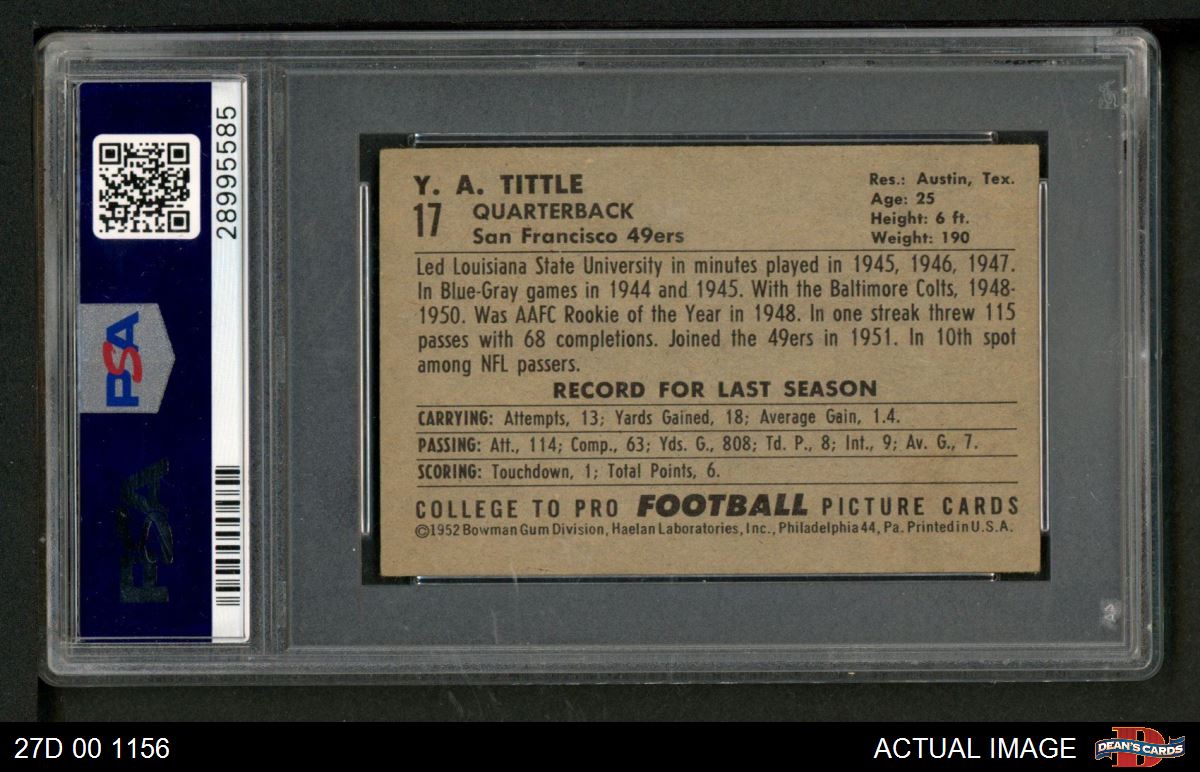 28995585
PSA
PSA
Y. A. TITTLE
17 QUARTERBACK
San Francisco 49ers
Res.: Austin, Tex.
Age: 25
Height: 6 ft.
Weight: 190
Led Louisiana State University in minutes played in 1945, 1946, 1947.
In Blue-Gray games in 1944 and 1945. With the Baltimore Colts, 1948-
1950. Was AAFC Rookie of the Year in 1948. In one streak threw 115
passes with 68 completions. Joined the 49ers in 1951. In 10th spot
among NFL passers.
RECORD FOR LAST SEASON
CARRYING: Attempts, 13; Yards Gained, 18; Average Gain, 1.4.
PASSING: Att., 114; Comp., 63; Yds. G., 808; Td. P., 8; Int., 9; Av. G., 7.
SCORING: Touchdown, 1; Total Points, 6.
COLLEGE TO PRO FOOTBALL PICTURE CARDS
©1952 Bowman Gum Division, Haelan Laboratories, Inc., Philadelphia 44, Pa. Printed in U.S.A.
27D 00 1156
ACTUAL IMAGE
D
DEAN'S CARDS